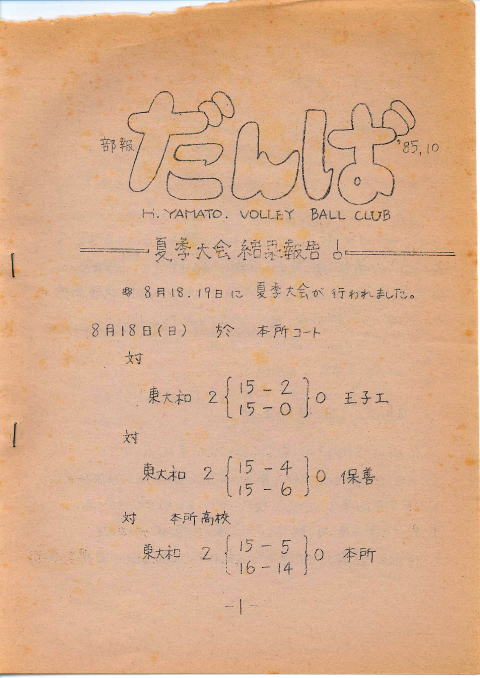 部報 だんば '85.10
H. YAMATO. VOLLEY BALL CLUB
夏季大会 結果報告!
※ 8月18.19日に 夏季大会が 行われました。
8月18日(日) 於 本所コート
対
東大和 2 { 15 - 2 } 0 王子工
15 - 0
対
東大和 2 { 15 - 4 } 0 保善
15 - 6
対 本所高校
東大和 2 { 15 - 5 } 0 本所
16 - 14
-1-